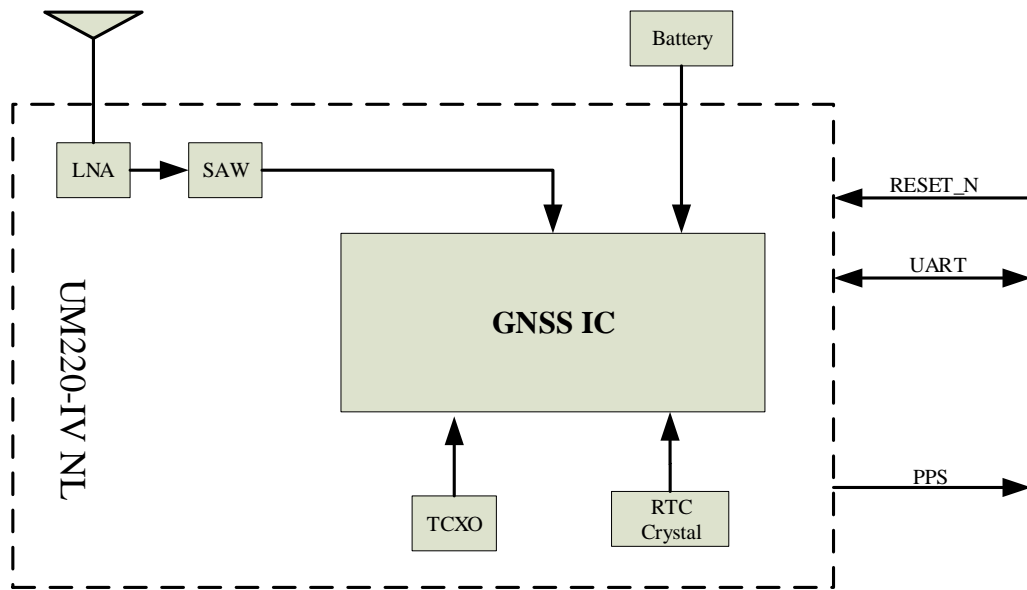 Battery
LNA
SAW
RESET_N
UART
GNSS IC
UM220-IV NL
PPS
TCXO
RTC
Crystal